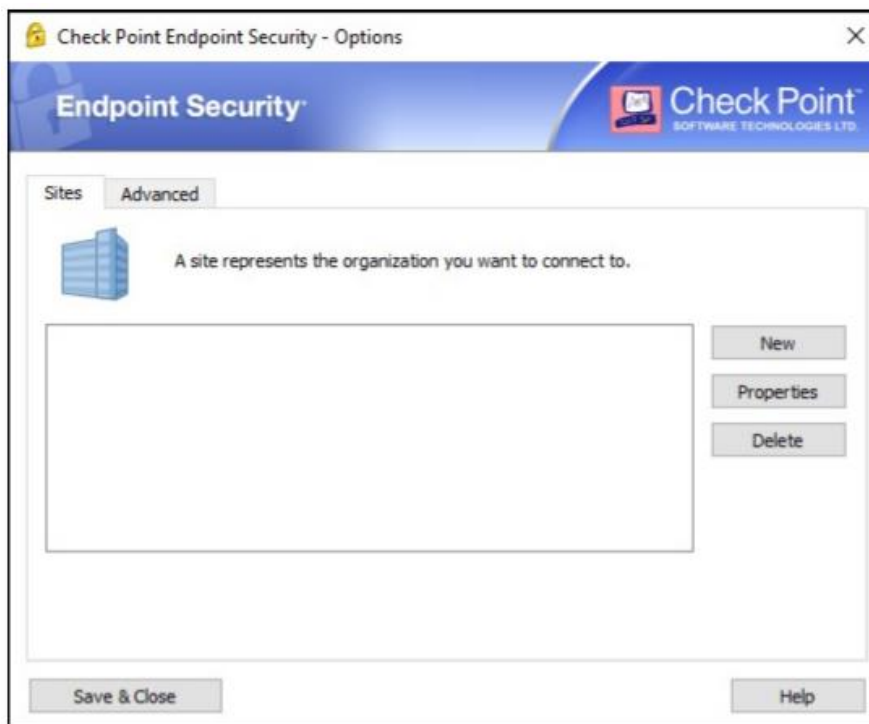 Check Point Endpoint Security - Options
Endpoint Security
Check Point™
SOFTWARE TECHNOLOGIES LTD.
Sites
Advanced
A site represents the organization you want to connect to.
New
Properties
Delete
Save & Close
Help